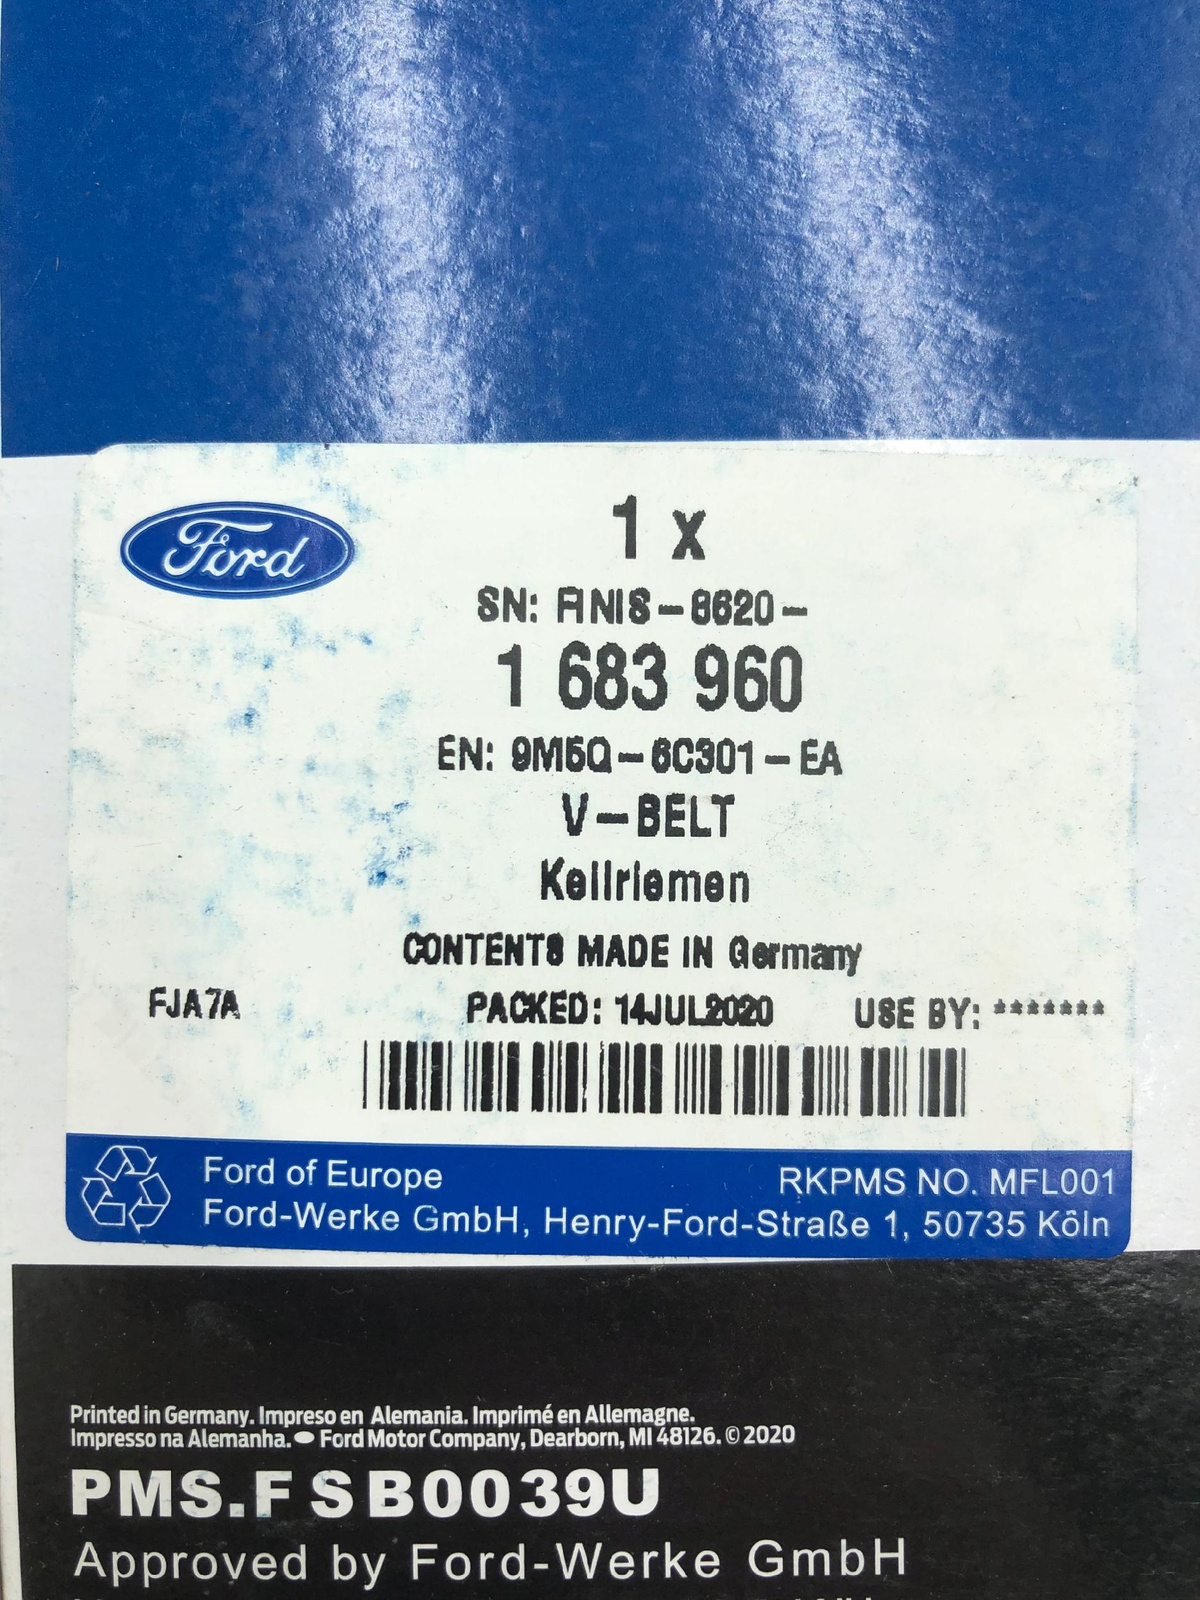 Ford
1 x
SN: FINIS-8620-
1 683 960
EN: 9M5Q-6C301-EA
V-BELT
Keilriemen
CONTENTS MADE IN Germany
FJA7A PACKED: 14JUL2020 USE BY: *******
Ford of Europe RKPMS NO. MFL001
Ford-Werke GmbH, Henry-Ford-Straße 1, 50735 Köln
Printed in Germany. Impreso en Alemania. Imprimé en Allemagne.
Impresso na Alemanha. Ford Motor Company, Dearborn, MI 48126. © 2020
PMS.FSB0039U
Approved by Ford-Werke GmbH